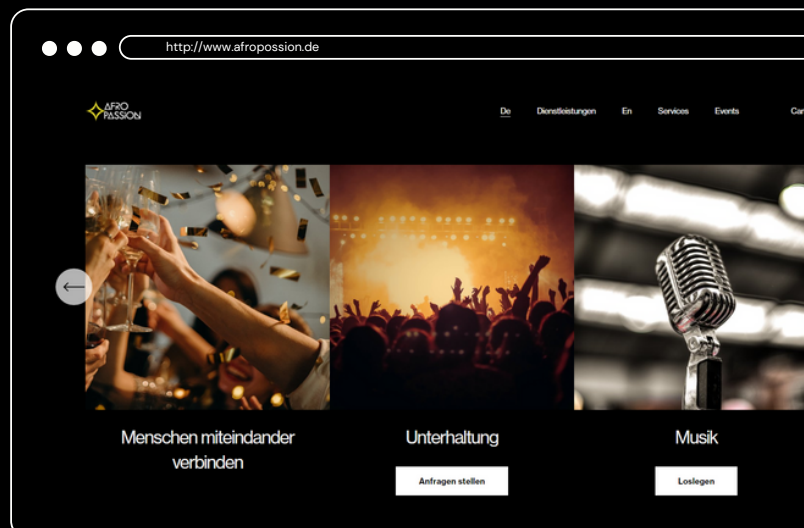 http://www.afropossion.de
AFRO
PASSION
De Dienstleistungen En Services Events
Menschen miteindander
verbinden
Unterhaltung
Musik
Anfragen stellen
Loslegen